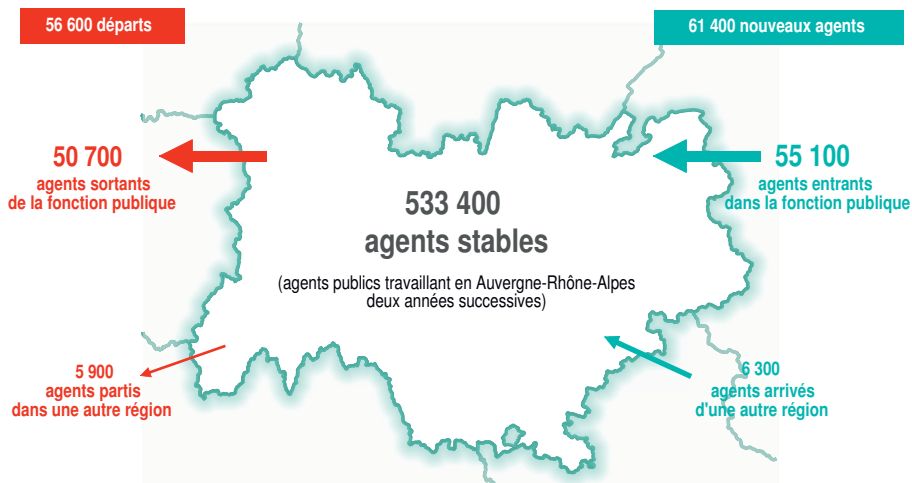 56 600 départs
61 400 nouveaux agents
50 700
agents sortants
de la fonction publique
55 100
agents entrants
dans la fonction publique
533 400
agents stables
(agents publics travaillant en Auvergne-Rhône-Alpes
deux années successives)
5 900
agents partis
dans une autre région
6 300
agents arrivés
d'une autre région